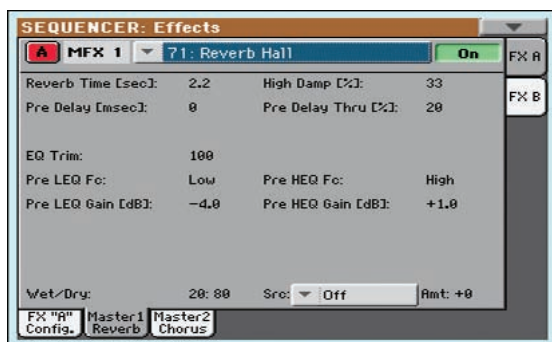 SEQUENCER: Effects
A MFX 1 71: Reverb Hall On FX A
Reverb Time [sec]: 2.2 High Damp [%]: 33
FX B
Pre Delay [msec]: 0 Pre Delay Thru [%]: 20
EQ Trim: 100
Pre LEQ Fc: Low Pre HEQ Fc: High
Pre LEQ Gain [dB]: -4.0 Pre HEQ Gain [dB]: +1.0
Wet/Dry: 20: 80 Src: Off Amt: +0
FX "A" Master1 Master2
Config. Reverb Chorus